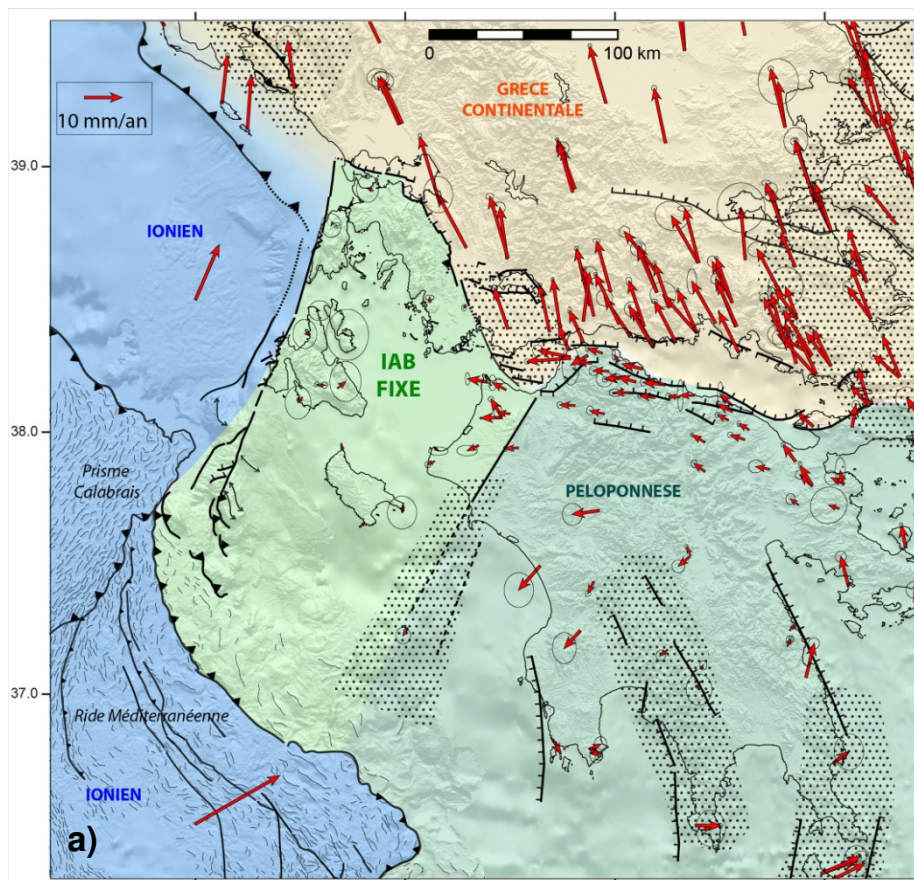 0 100 km
10 mm/an
GRECE
CONTINENTALE
39.0
IONIEN
IAB
FIXE
38.0
Prisme
Calabrais
PELOPONNESE
37.0
Ride Méditerranéenne
IONIEN
a)